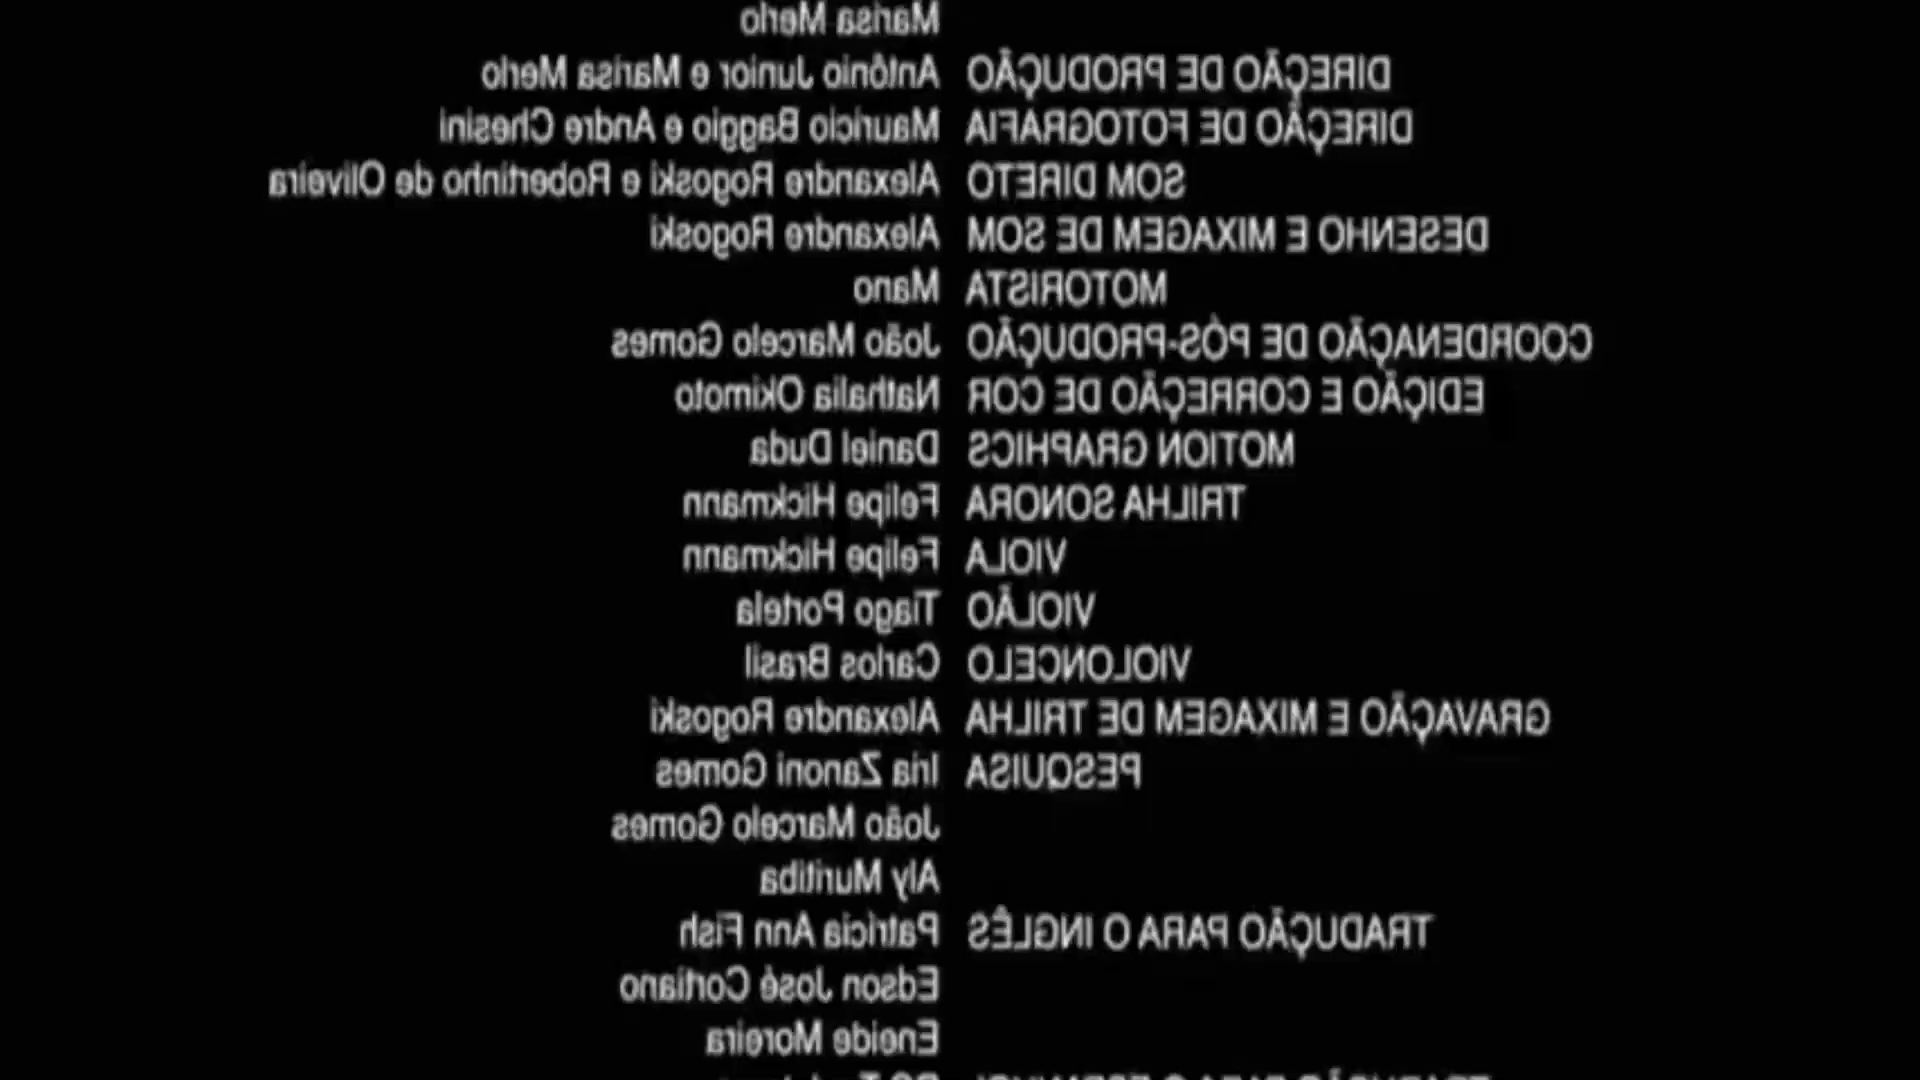 Marisa Merlo
DIREÇÃO DE PRODUÇÃO Antônio Junior e Marisa Merlo
DIREÇÃO DE FOTOGRAFIA Mauricio Baggio e Andre Chesini
SOM DIRETO Alexandre Rogoski e Robertinho de Oliveira
DESENHO E MIXAGEM DE SOM Alexandre Rogoski
MOTORISTA Mano
COORDENAÇÃO DE PÓS-PRODUÇÃO João Marcelo Gomes
EDIÇÃO E CORREÇÃO DE COR Nathalia Okimoto
MOTION GRAPHICS Daniel Duda
TRILHA SONORA Felipe Hickmann
VIOLA Felipe Hickmann
VIOLÃO Tiago Portela
VIOLONCELO Carlos Brasil
GRAVAÇÃO E MIXAGEM DE TRILHA Alexandre Rogoski
PESQUISA Iria Zanoni Gomes
João Marcelo Gomes
Aly Muritiba
TRADUÇÃO PARA O INGLÊS Patrícia Ann Fish
Edson José Cortiano
Eneide Moreira